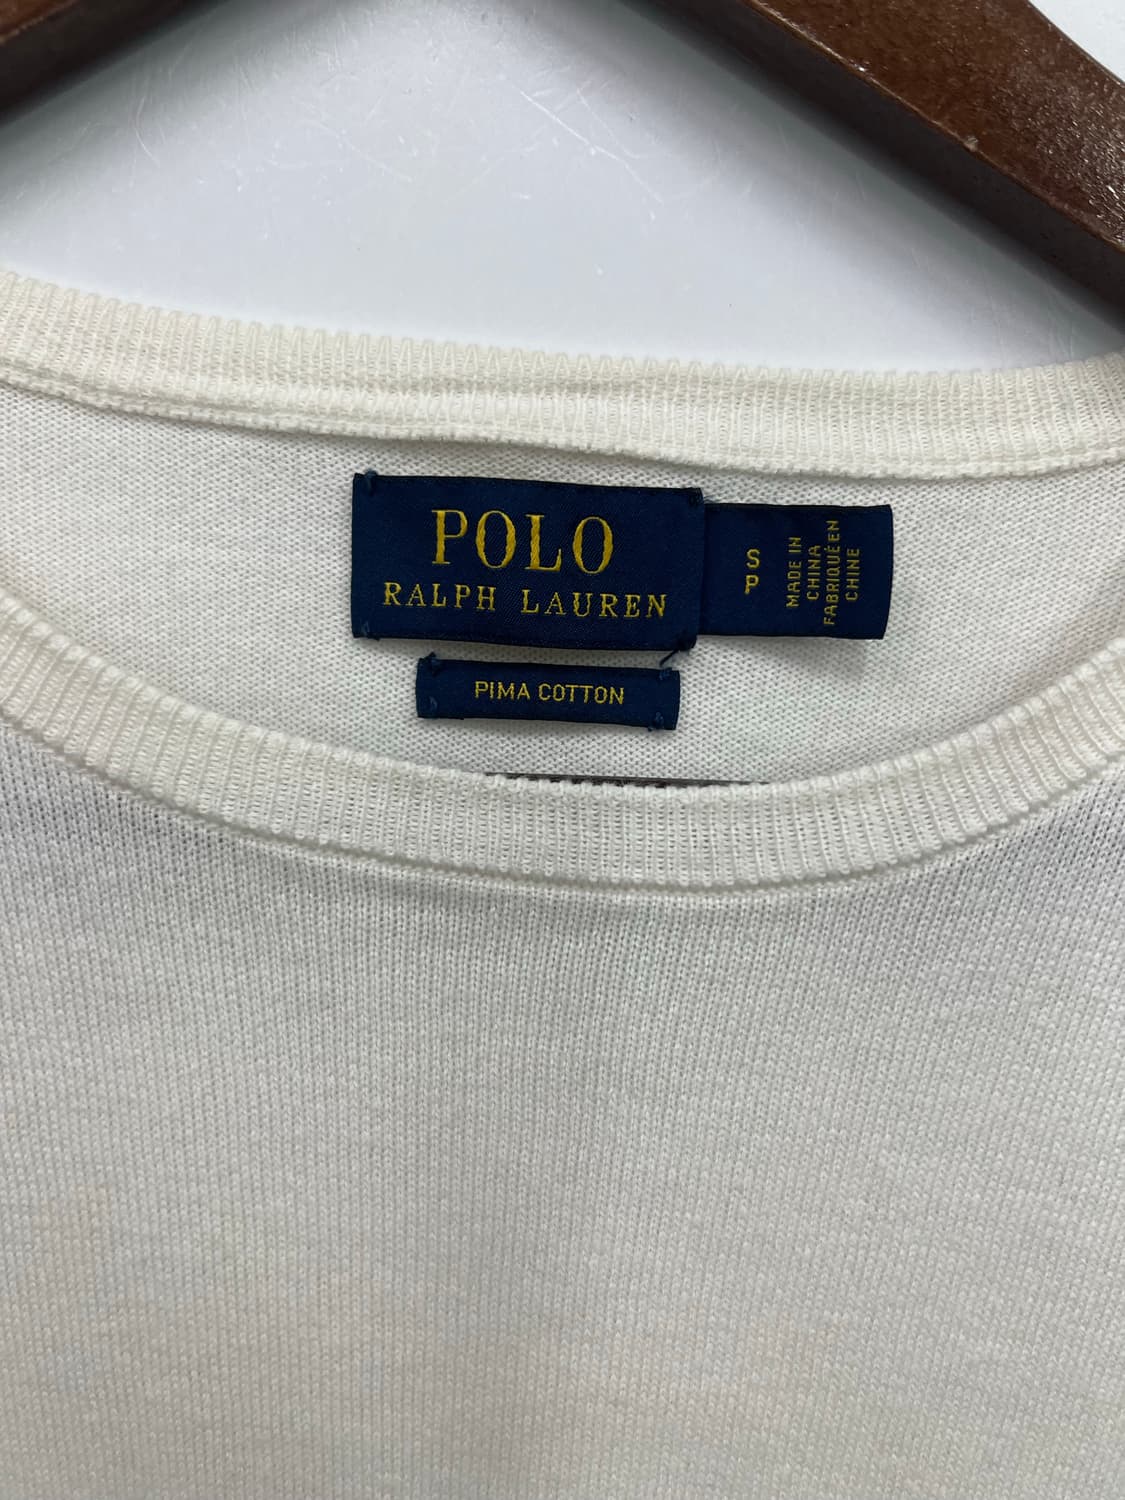 POLO
RALPH LAUREN
S
P
MADE IN
CHINA
FABRIQUÉ EN
CHINE
PIMA COTTON